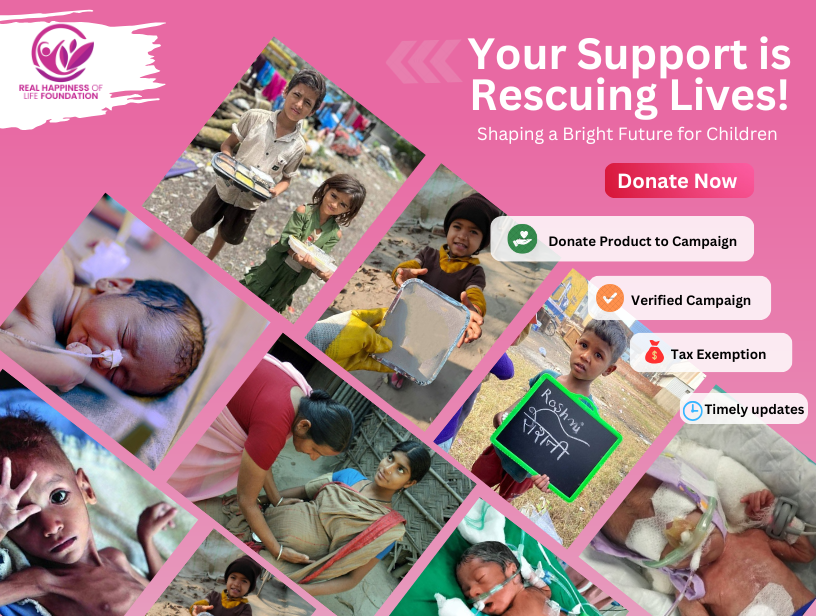 REAL HAPPINESS OF
LIFE FOUNDATION
Your Support is
Rescuing Lives!
Shaping a Bright Future for Children
Donate Now
Donate Product to Campaign
Verified Campaign
Tax Exemption
Timely updates
Roshni
रोशनी